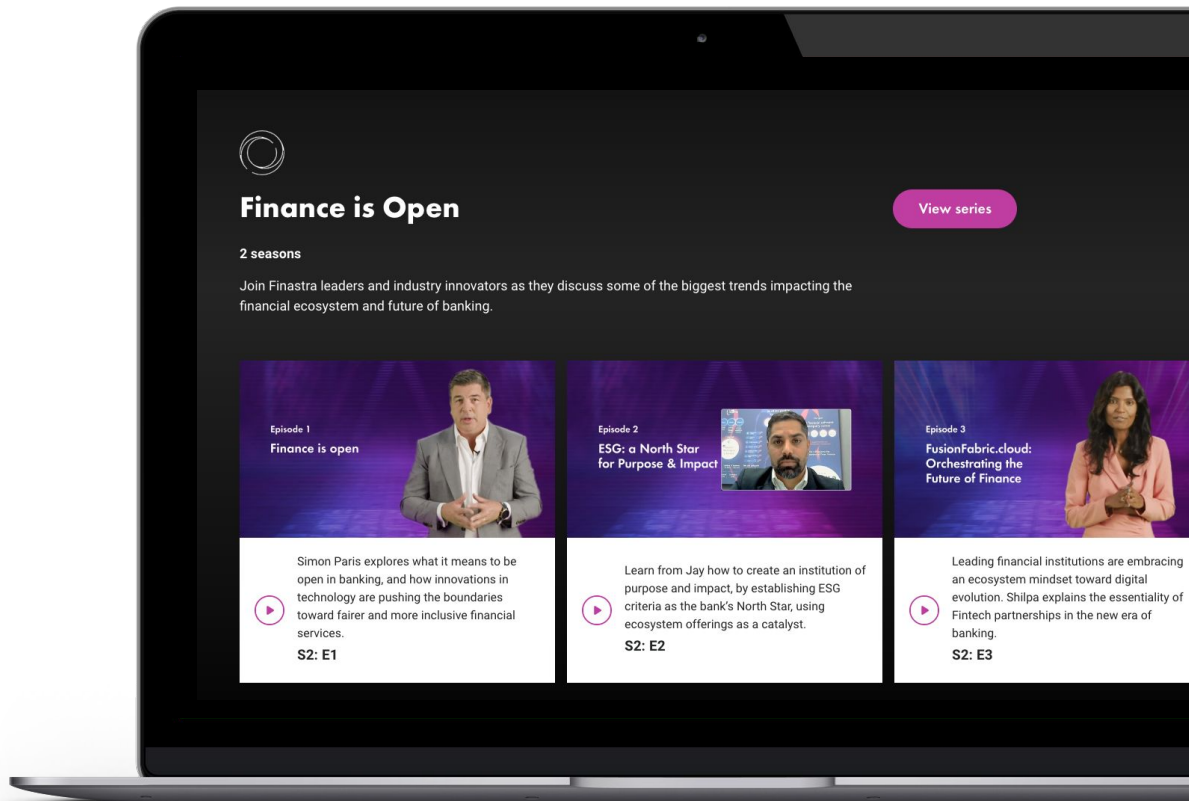 Finance is Open
View series
2 seasons
Join Finastra leaders and industry innovators as they discuss some of the biggest trends impacting the
financial ecosystem and future of banking.
Episode 1
Finance is open
Simon Paris explores what it means to be
open in banking, and how innovations in
technology are pushing the boundaries
toward fairer and more inclusive financial
services.
S2: E1
Episode 2
ESG: a North Star
for Purpose & Impact
Learn from Jay how to create an institution of
purpose and impact, by establishing ESG
criteria as the bank's North Star, using
ecosystem offerings as a catalyst.
S2: E2
Episode 3
FusionFabric.cloud:
Orchestrating the
Future of Finance
Leading financial institutions are embracing
an ecosystem mindset toward digital
evolution. Shilpa explains the essentiality of
Fintech partnerships in the new era of
banking.
S2: E3